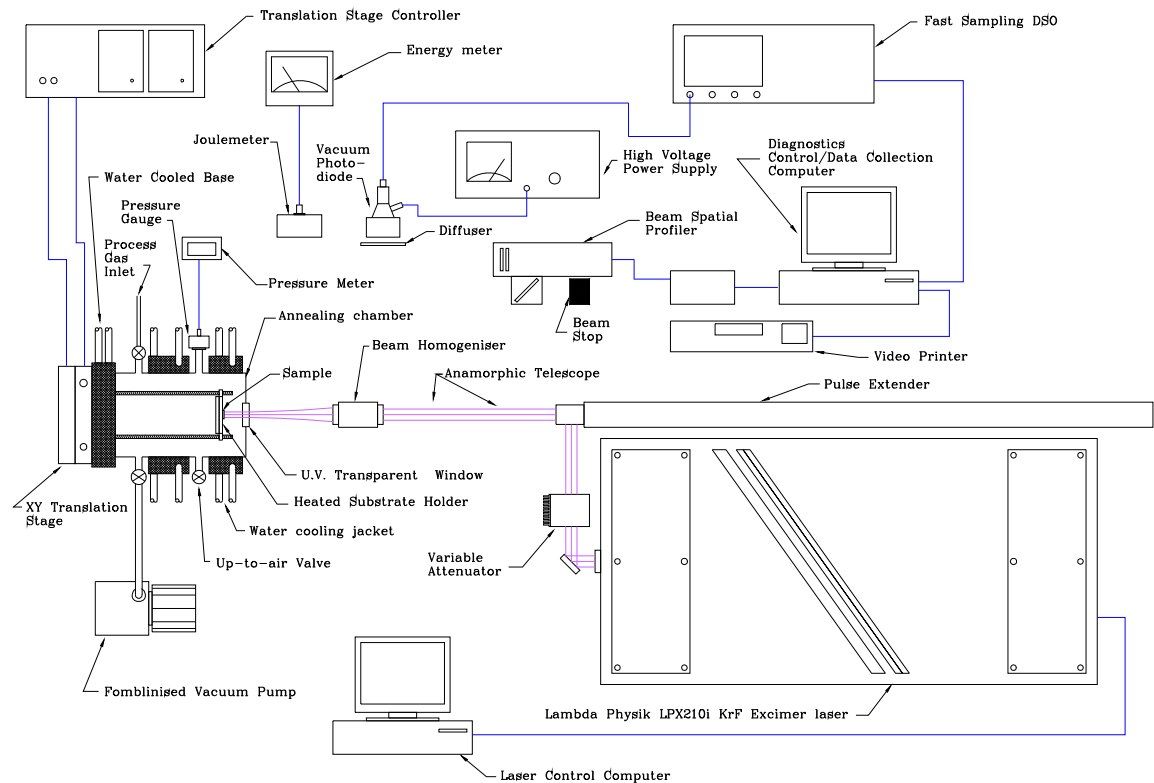 Translation Stage Controller
Fast Sampling DSO
Energy meter
Joulemeter
Vacuum
Photo-
diode
High Voltage
Power Supply
Diagnostics
Control/Data Collection
Computer
Water Cooled Base
Pressure
Gauge
Process
Gas
Inlet
Diffuser
Beam Spatial
Profiler
Pressure Meter
Annealing chamber
Beam
Stop
Beam Homogeniser
Video Printer
Sample
Anamorphic Telescope
Pulse Extender
U.V. Transparent Window
Heated Substrate Holder
XY Translation
Stage
Water cooling jacket
Up-to-air Valve
Variable
Attenuator
Fomblinised Vacuum Pump
Lambda Physik LPX210i KrF Excimer laser
Laser Control Computer